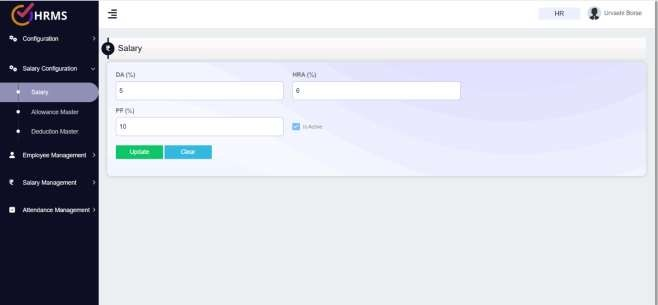 HRMS
HR
Urvashi Borse
Configuration
Salary Configuration
Salary
Allowance Master
Deduction Master
Employee Management
₹ Salary Management
Attendance Management
₹ Salary
DA (%)
HRA (%)
5
6
PF (%)
10
Is Active
Update
Clear